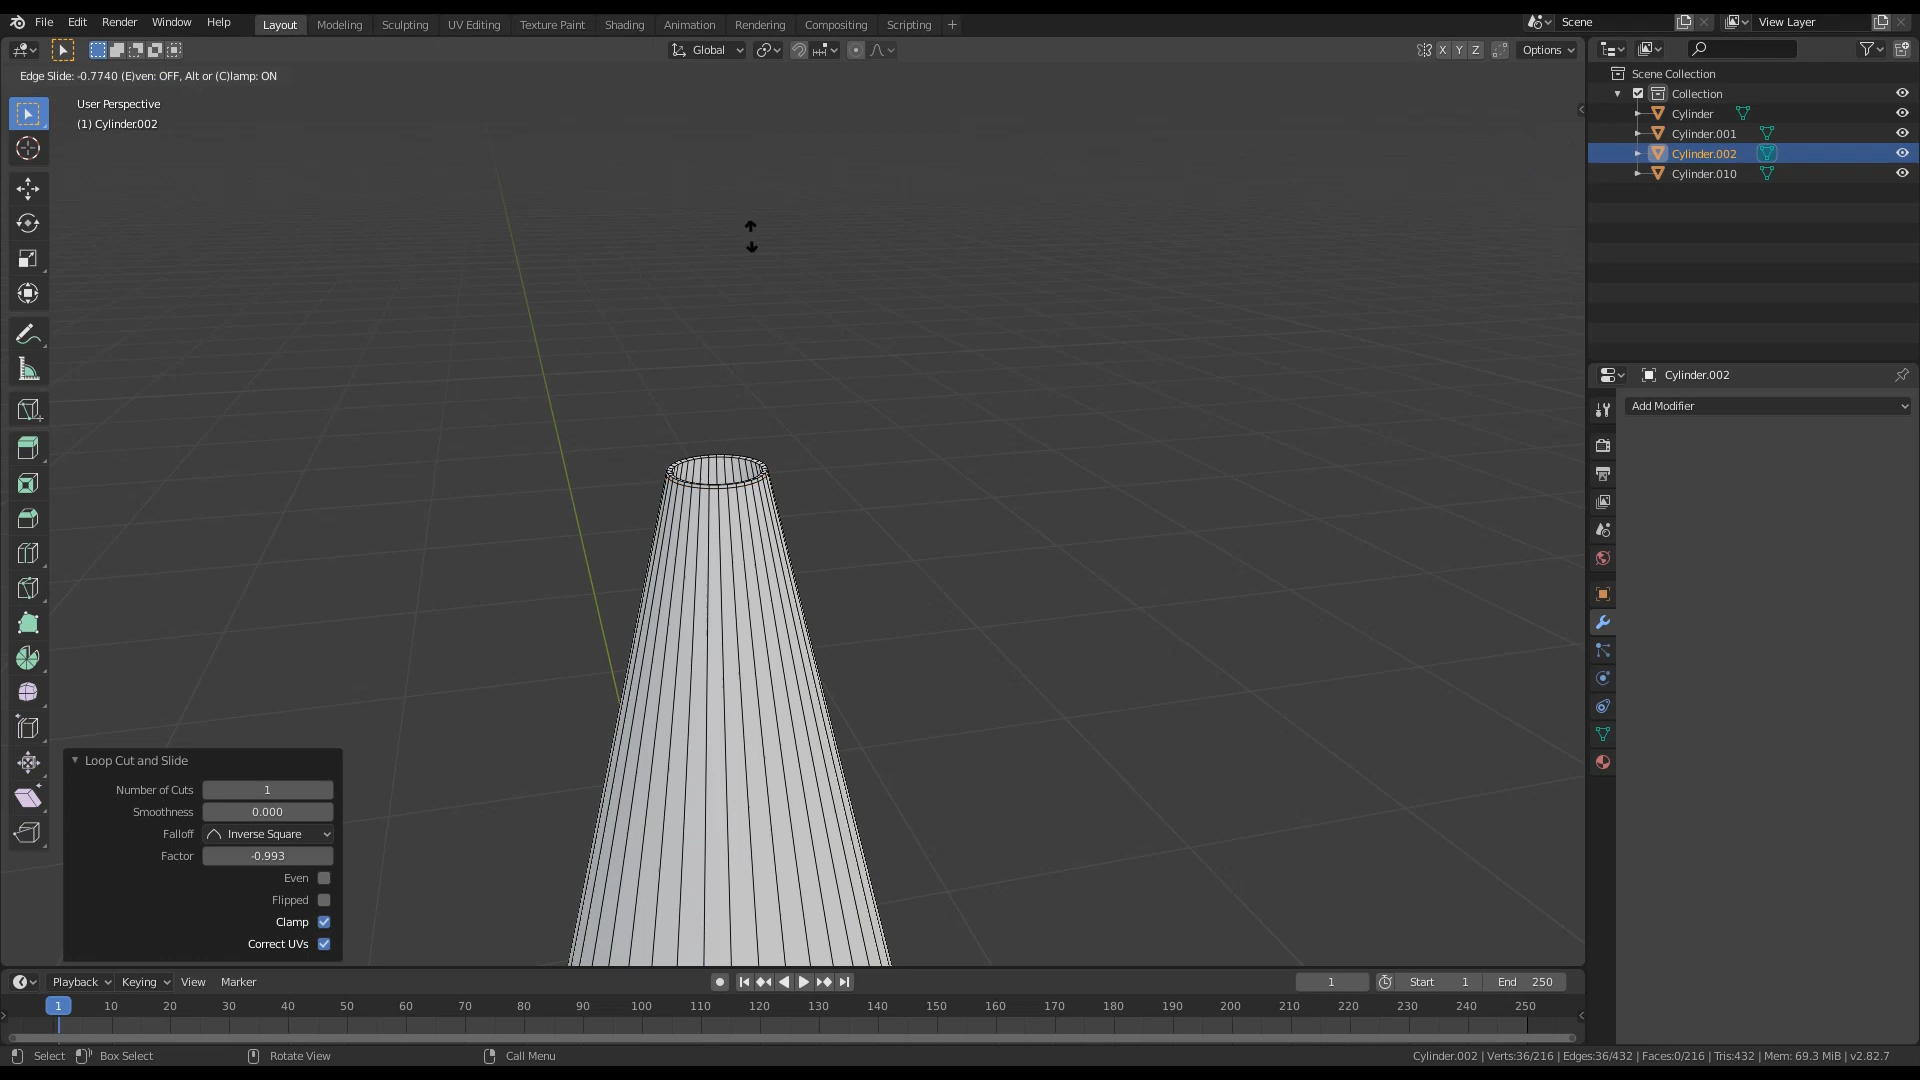 File Edit Render Window Help Layout Modeling Sculpting UV Editing Texture Paint Shading Animation Rendering Compositing Scripting + Scene View Layer
Global X Y Z Options
Edge Slide: -0.7740 (E)ven: OFF, Alt or (C)lamp: ON
User Perspective
(1) Cylinder.002
Scene Collection
Collection
Cylinder
Cylinder.001
Cylinder.002
Cylinder.010
Cylinder.002
Add Modifier
Loop Cut and Slide
Number of Cuts 1
Smoothness 0.000
Falloff Inverse Square
Factor -0.993
Even
Flipped
Clamp
Correct UVs
Playback Keying View Marker 1 Start 1 End 250
1 10 20 30 40 50 60 70 80 90 100 110 120 130 140 150 160 170 180 190 200 210 220 230 240 250
Select Box Select Rotate View Call Menu Cylinder.002 | Verts:36/216 | Edges:36/432 | Faces:0/216 | Tris:432 | Mem: 69.3 MiB | v2.82.7